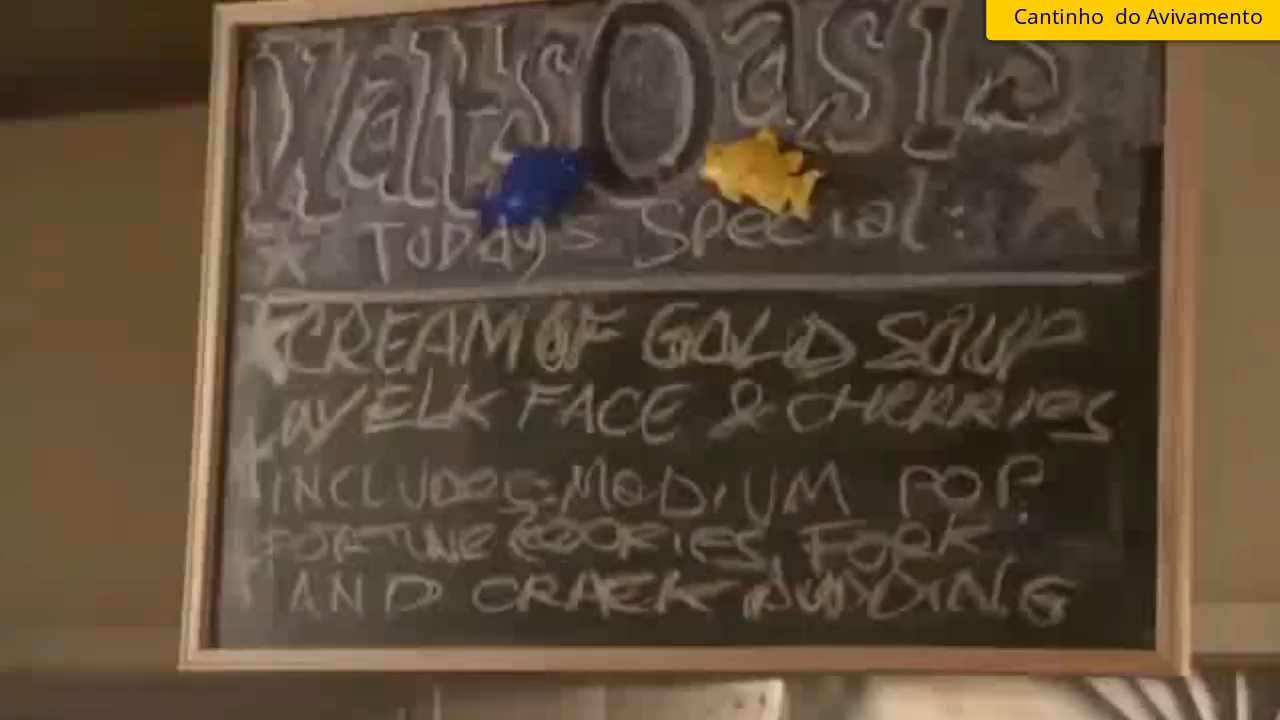 Cantinho do Avivamento
Walt's Oasis
Today's Special:
CREAM OF GOLD SOUP
W/ ELK FACE & CHERRIES
INCLUDES: MEDIUM POP,
FORTUNE COOKIES, FORK,
AND CRACK PUDDING